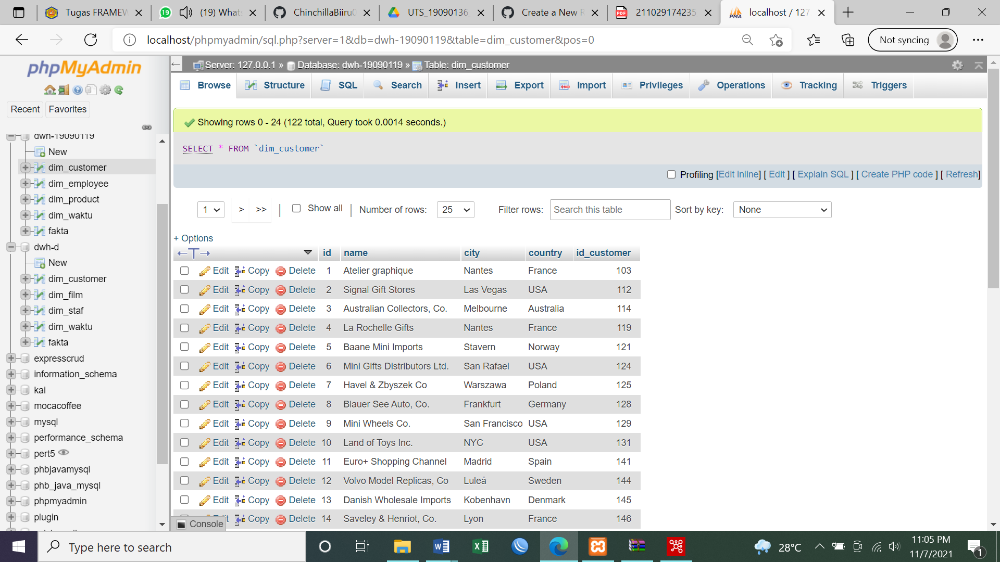 Tugas FRAMEW
(19) Whats
ChinchillaBiiru0
UTS_19090136_
Create a New R
211029174235_
localhost / 127
localhost/phpmyadmin/sql.php?server=1&db=dwh-19090119&table=dim_customer&pos=0
Not syncing
phpMyAdmin
Recent
Favorites
dwh-19090119
New
dim_customer
dim_employee
dim_product
dim_waktu
fakta
dwh-d
New
dim_customer
dim_film
dim_staf
dim_waktu
fakta
expresscrud
information_schema
kai
mocacoffee
mysql
performance_schema
pert5
phbjavamysql
phb_java_mysql
phpmyadmin
plugin
Server: 127.0.0.1 » Database: dwh-19090119 » Table: dim_customer
Browse Structure SQL Search Insert Export Import Privileges Operations Tracking Triggers
Showing rows 0 - 24 (122 total, Query took 0.0014 seconds.)
SELECT * FROM `dim_customer`
Profiling [Edit inline] [ Edit ] [ Explain SQL ] [ Create PHP code ] [ Refresh]
1 > >> | Show all | Number of rows: 25 Filter rows: Search this table Sort by key: None
+ Options
←T→ id name city country id_customer
Edit Copy Delete 1 Atelier graphique Nantes France 103
Edit Copy Delete 2 Signal Gift Stores Las Vegas USA 112
Edit Copy Delete 3 Australian Collectors, Co. Melbourne Australia 114
Edit Copy Delete 4 La Rochelle Gifts Nantes France 119
Edit Copy Delete 5 Baane Mini Imports Stavern Norway 121
Edit Copy Delete 6 Mini Gifts Distributors Ltd. San Rafael USA 124
Edit Copy Delete 7 Havel & Zbyszek Co Warszawa Poland 125
Edit Copy Delete 8 Blauer See Auto, Co. Frankfurt Germany 128
Edit Copy Delete 9 Mini Wheels Co. San Francisco USA 129
Edit Copy Delete 10 Land of Toys Inc. NYC USA 131
Edit Copy Delete 11 Euro+ Shopping Channel Madrid Spain 141
Edit Copy Delete 12 Volvo Model Replicas, Co Luleå Sweden 144
Edit Copy Delete 13 Danish Wholesale Imports Kobenhavn Denmark 145
Edit Copy Delete 14 Saveley & Henriot, Co. Lyon France 146
Console
Type here to search
28°C
11:05 PM
11/7/2021
1